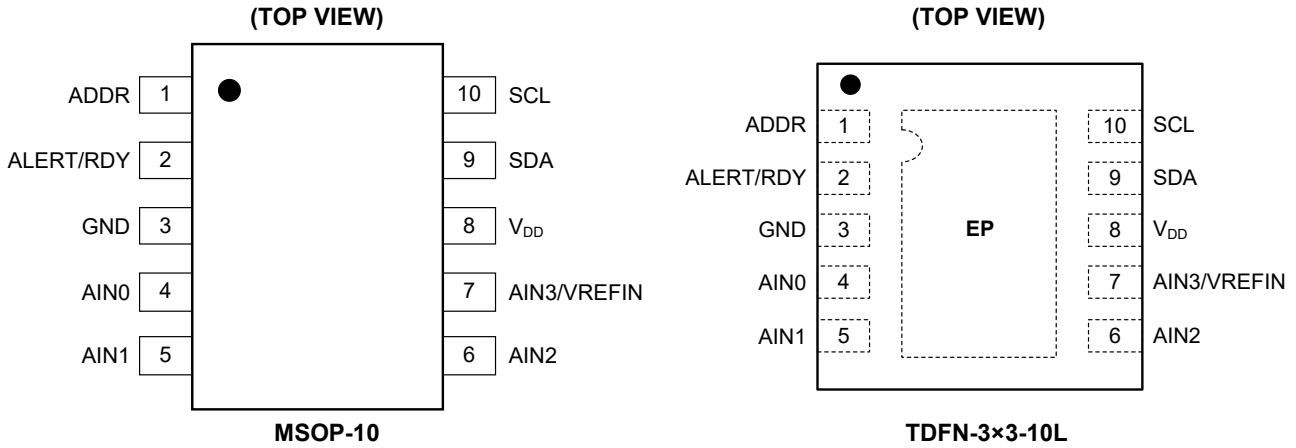 (TOP VIEW)
ADDR 1 10 SCL
ALERT/RDY 2 9 SDA
GND 3 8 VDD
AIN0 4 7 AIN3/VREFIN
AIN1 5 6 AIN2
MSOP-10
(TOP VIEW)
ADDR 1 10 SCL
ALERT/RDY 2 9 SDA
GND 3 EP 8 VDD
AIN0 4 7 AIN3/VREFIN
AIN1 5 6 AIN2
TDFN-3×3-10L